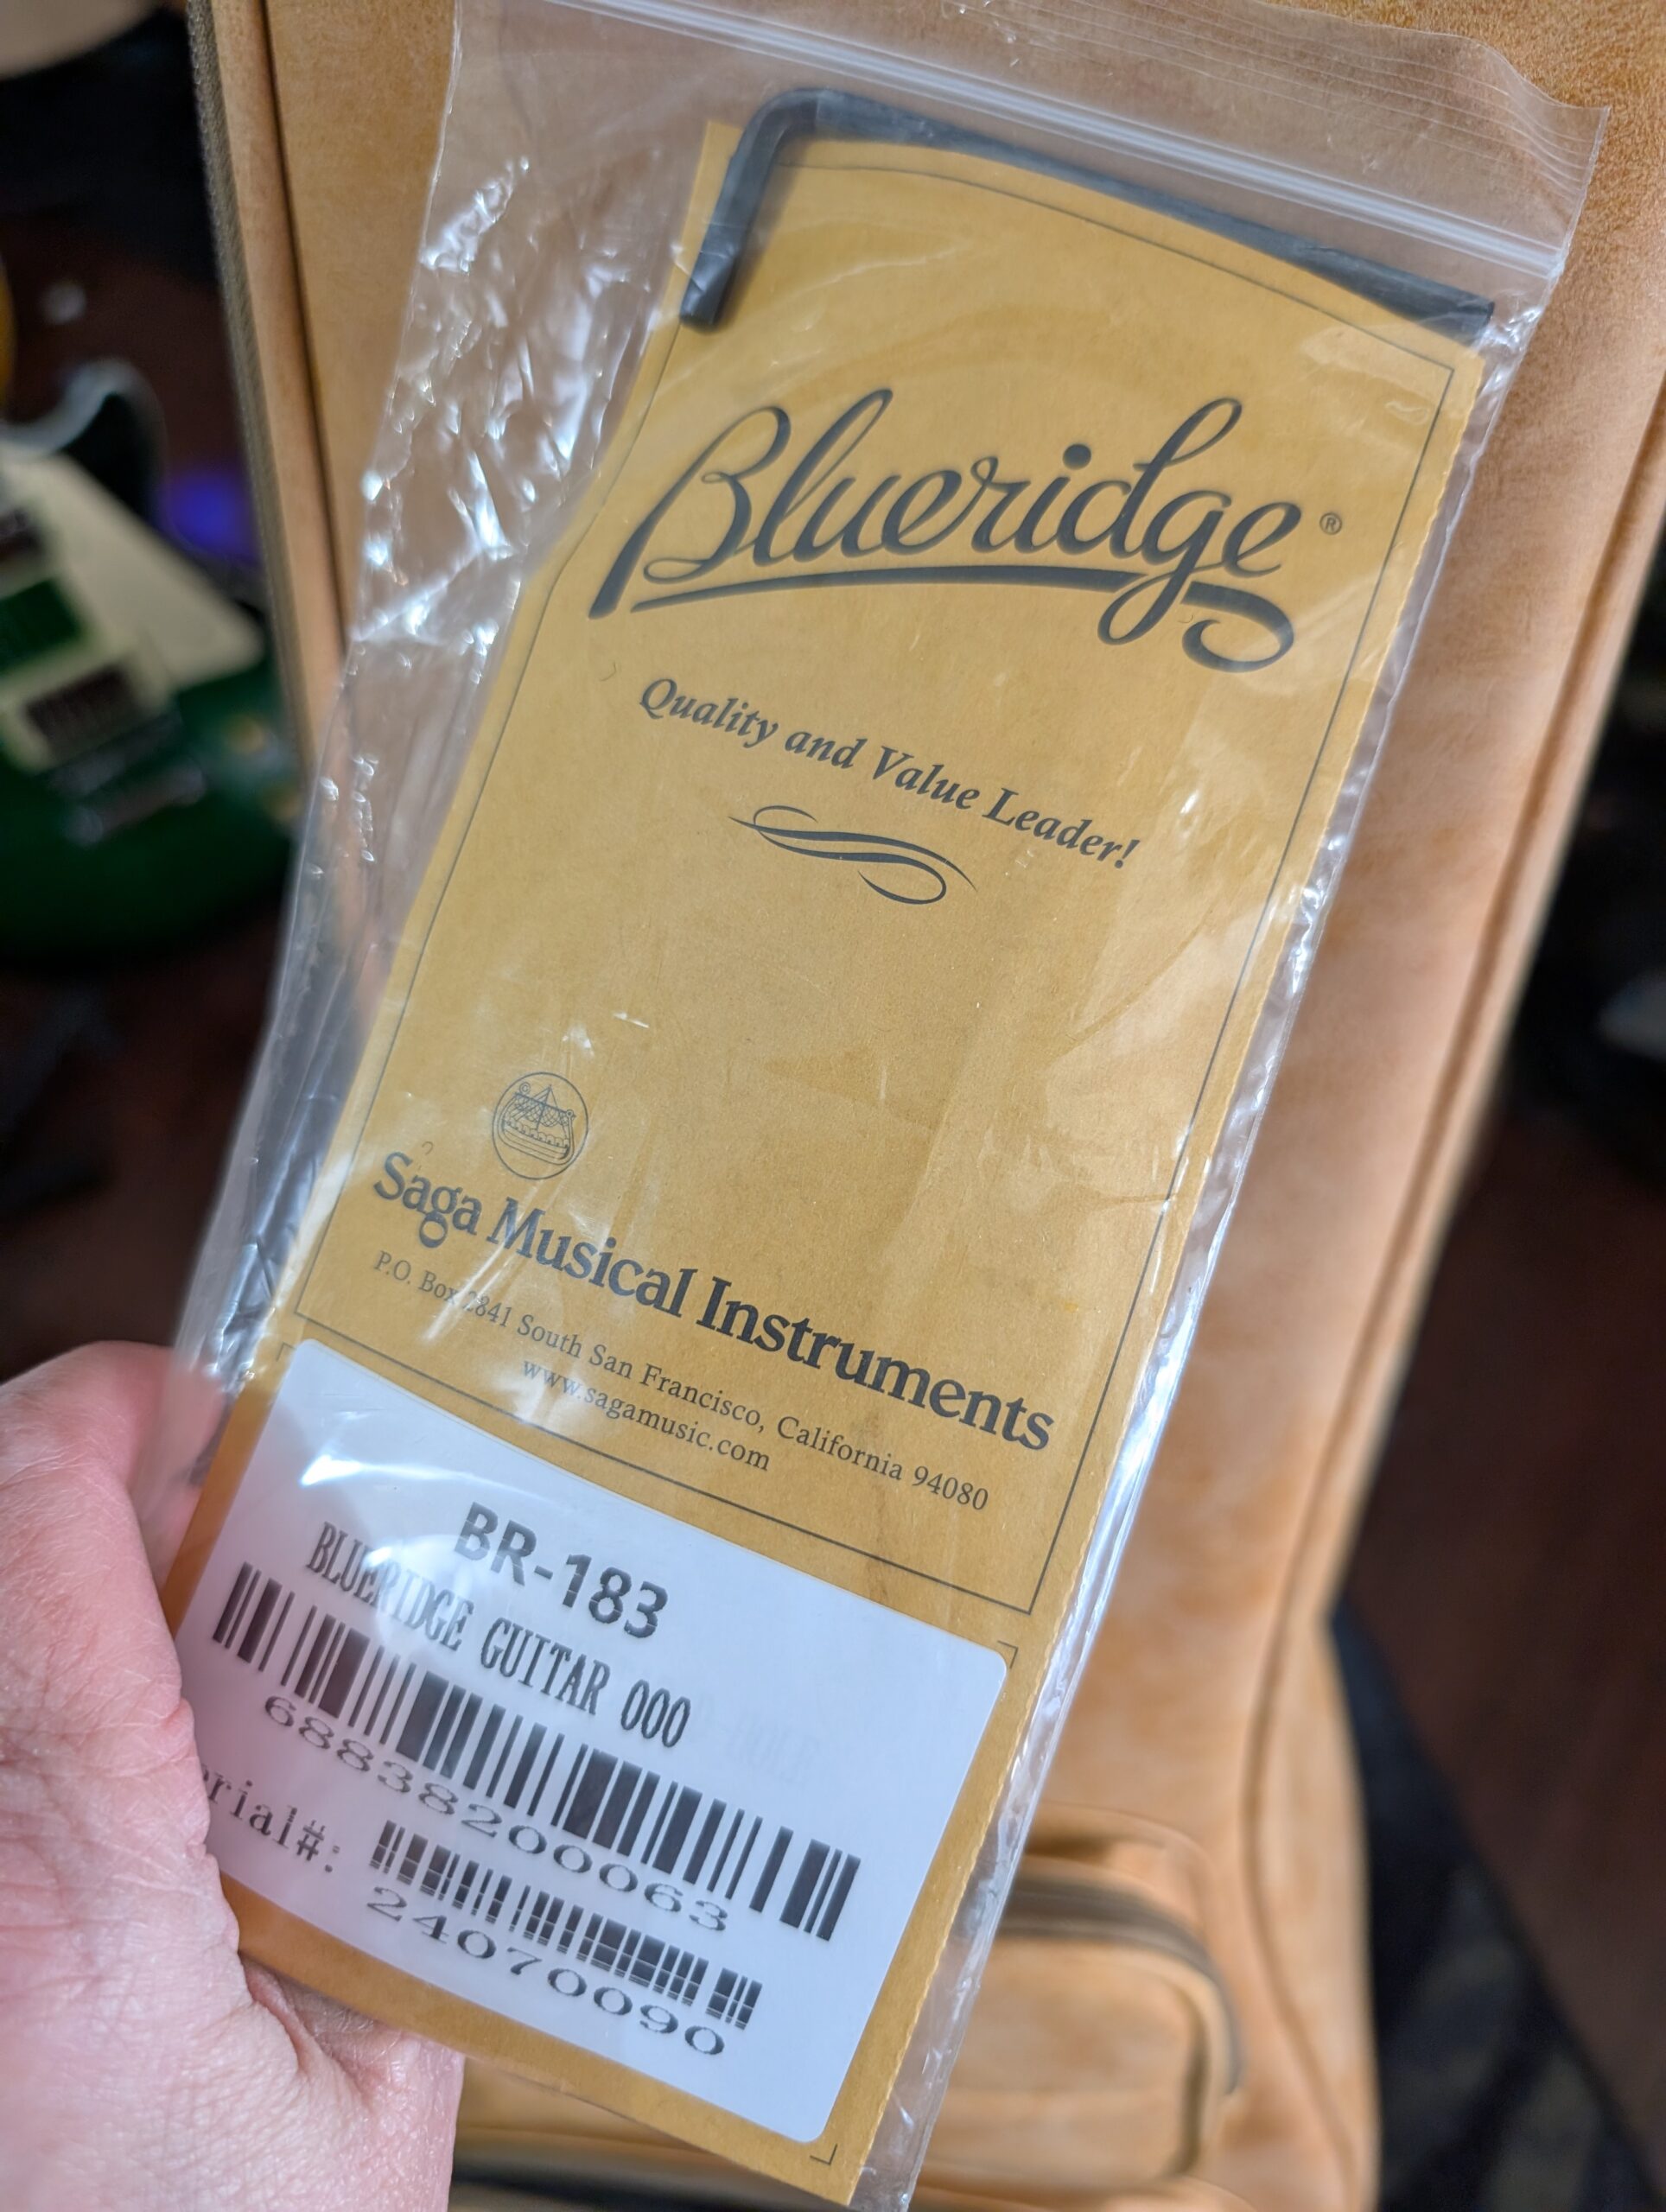 Blueridge®
Quality and Value Leader!
Saga Musical Instruments
P.O. Box 2841 South San Francisco, California 94080
www.sagamusic.com
BR-183
BLUERIDGE GUITAR 000
688382200063
rial#:
24070090